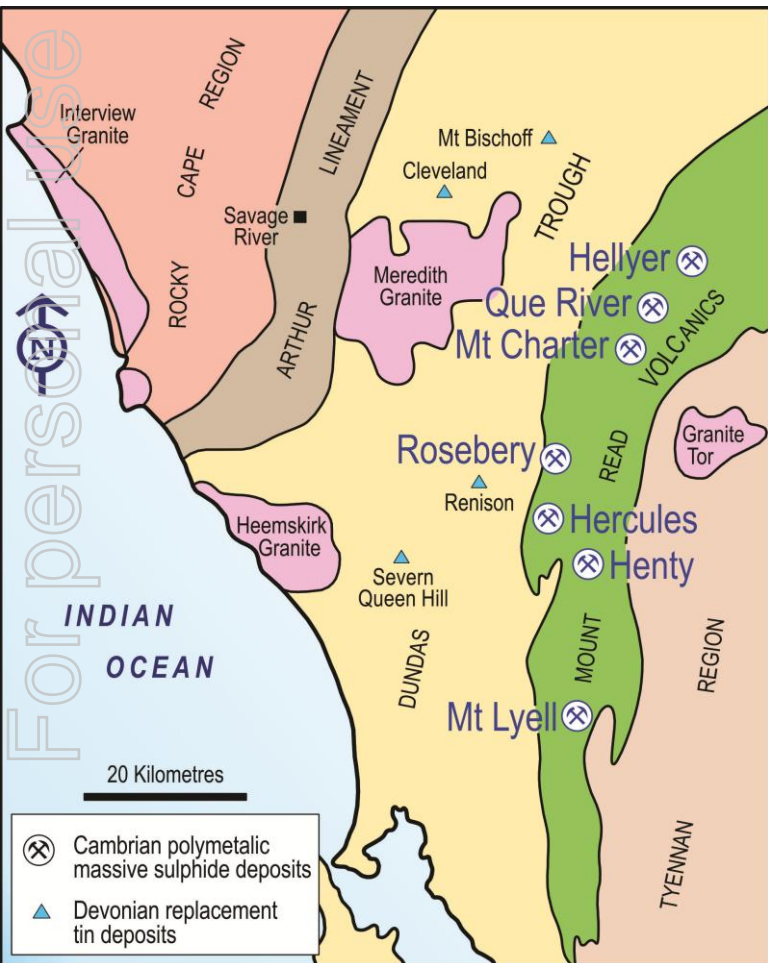 For personal use
Interview
Granite
ROCKY CAPE REGION
ARTHUR LINEAMENT
Savage
River
Mt Bischoff
Cleveland
Meredith
Granite
DUNDAS TROUGH
Hellyer
Que River
Mt Charter
MOUNT READ VOLCANICS
Rosebery
Renison
Granite
Tor
Hercules
Henty
Heemskirk
Granite
Severn
Queen Hill
N
INDIAN
OCEAN
Mt Lyell
TYENNAN REGION
20 Kilometres
Cambrian polymetalic
massive sulphide deposits
Devonian replacement
tin deposits